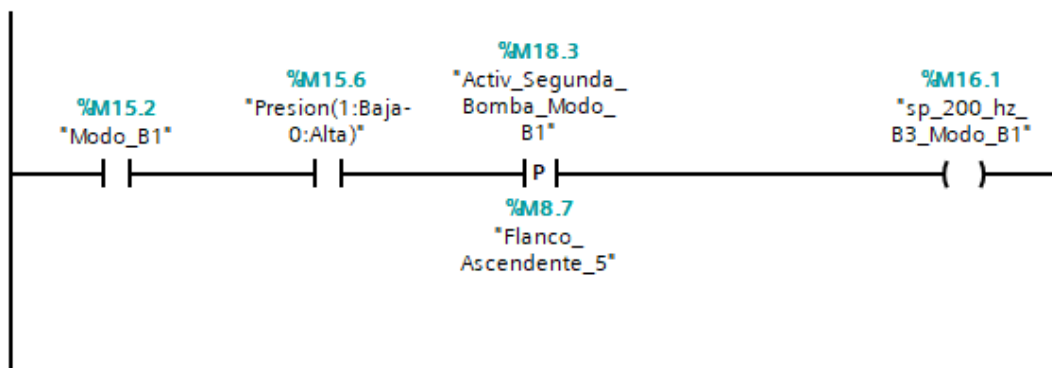 %M15.2
"Modo_B1"
%M15.6
"Presion(1:Baja-
0:Alta)"
%M18.3
"Activ_Segunda_
Bomba_Modo_
B1"
P
%M8.7
"Flanco_
Ascendente_5"
%M16.1
"sp_200_hz_
B3_Modo_B1"